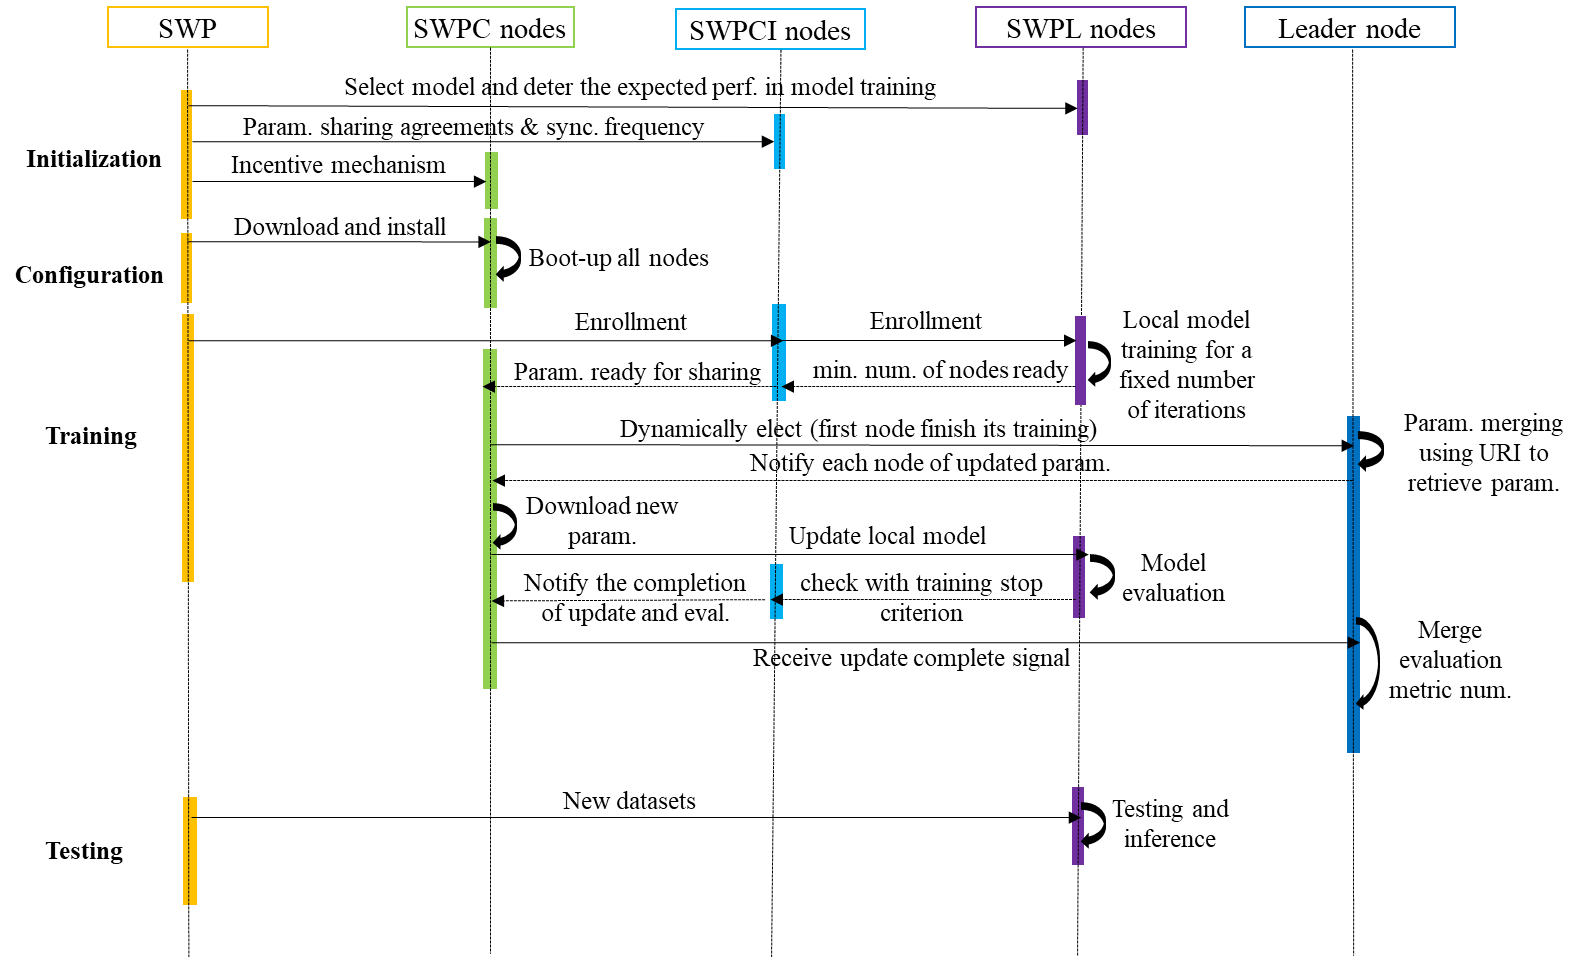 SWP
SWPC nodes
SWPCI nodes
SWPL nodes
Leader node
Select model and deter the expected perf. in model training
Param. sharing agreements & sync. frequency
Initialization
Incentive mechanism
Download and install
Boot-up all nodes
Configuration
Enrollment
Enrollment
Local model
training for a
fixed number
of iterations
Param. ready for sharing
min. num. of nodes ready
Training
Dynamically elect (first node finish its training)
Param. merging
using URI to
retrieve param.
Notify each node of updated param.
Download new
param.
Update local model
Model
evaluation
Notify the completion
of update and eval.
check with training stop
criterion
Receive update complete signal
Merge
evaluation
metric num.
New datasets
Testing and
inference
Testing